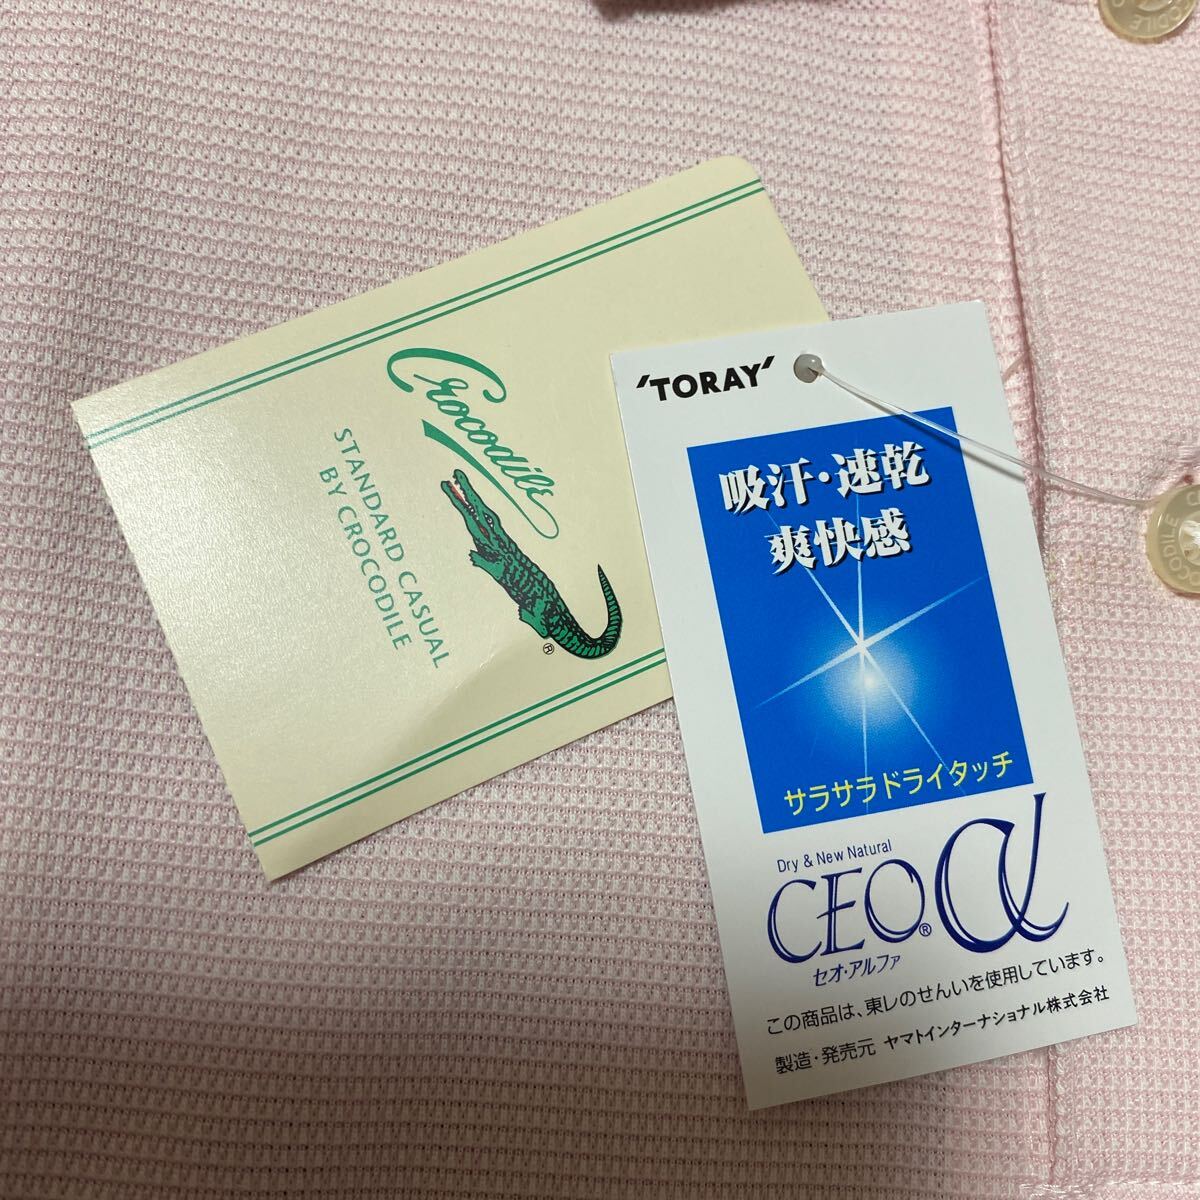 Crocodile
®
STANDARD CASUAL
BY CROCODILE
'TORAY'
吸汗・速乾
爽快感
サラサラドライタッチ
Dry & New Natural
CEO®α
セオ・アルファ
この商品は、東レのせんいを使用しています。
製造・発売元 ヤマトインターナショナル株式会社